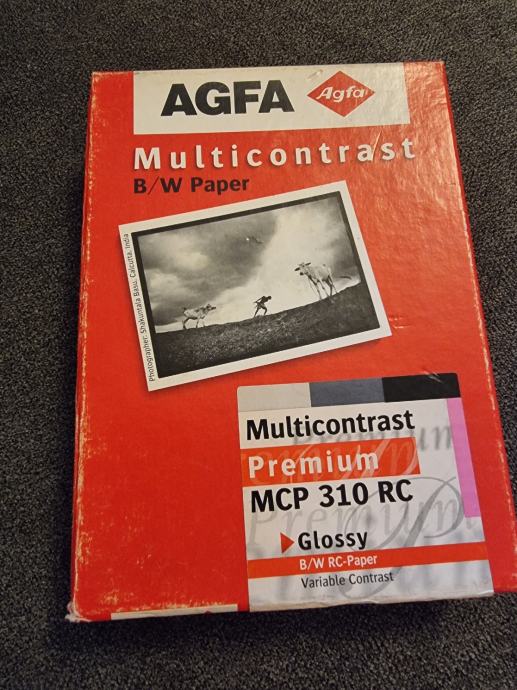 AGFA
Agfa
Multicontrast
B/W Paper
Photographer: Shakuntala Basu, Calcutta, India
Multicontrast
Premium
MCP 310 RC
Glossy
B/W RC-Paper
Variable Contrast